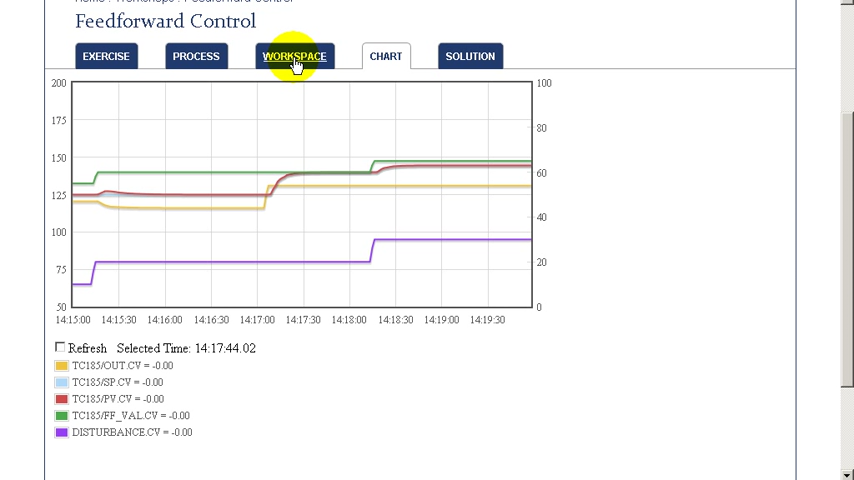 Home / Workshops / Feedforward Control
Feedforward Control
EXERCISE PROCESS WORKSPACE CHART SOLUTION
200 100
175 80
150 60
125
100 40
75 20
50 0
14:15:00 14:15:30 14:16:00 14:16:30 14:17:00 14:17:30 14:18:00 14:18:30 14:19:00 14:19:30
Refresh Selected Time: 14:17:44.02
TC185/OUT.CV = -0.00
TC185/SP.CV = -0.00
TC185/PV.CV = -0.00
TC185/FF_VAL.CV = -0.00
DISTURBANCE.CV = -0.00